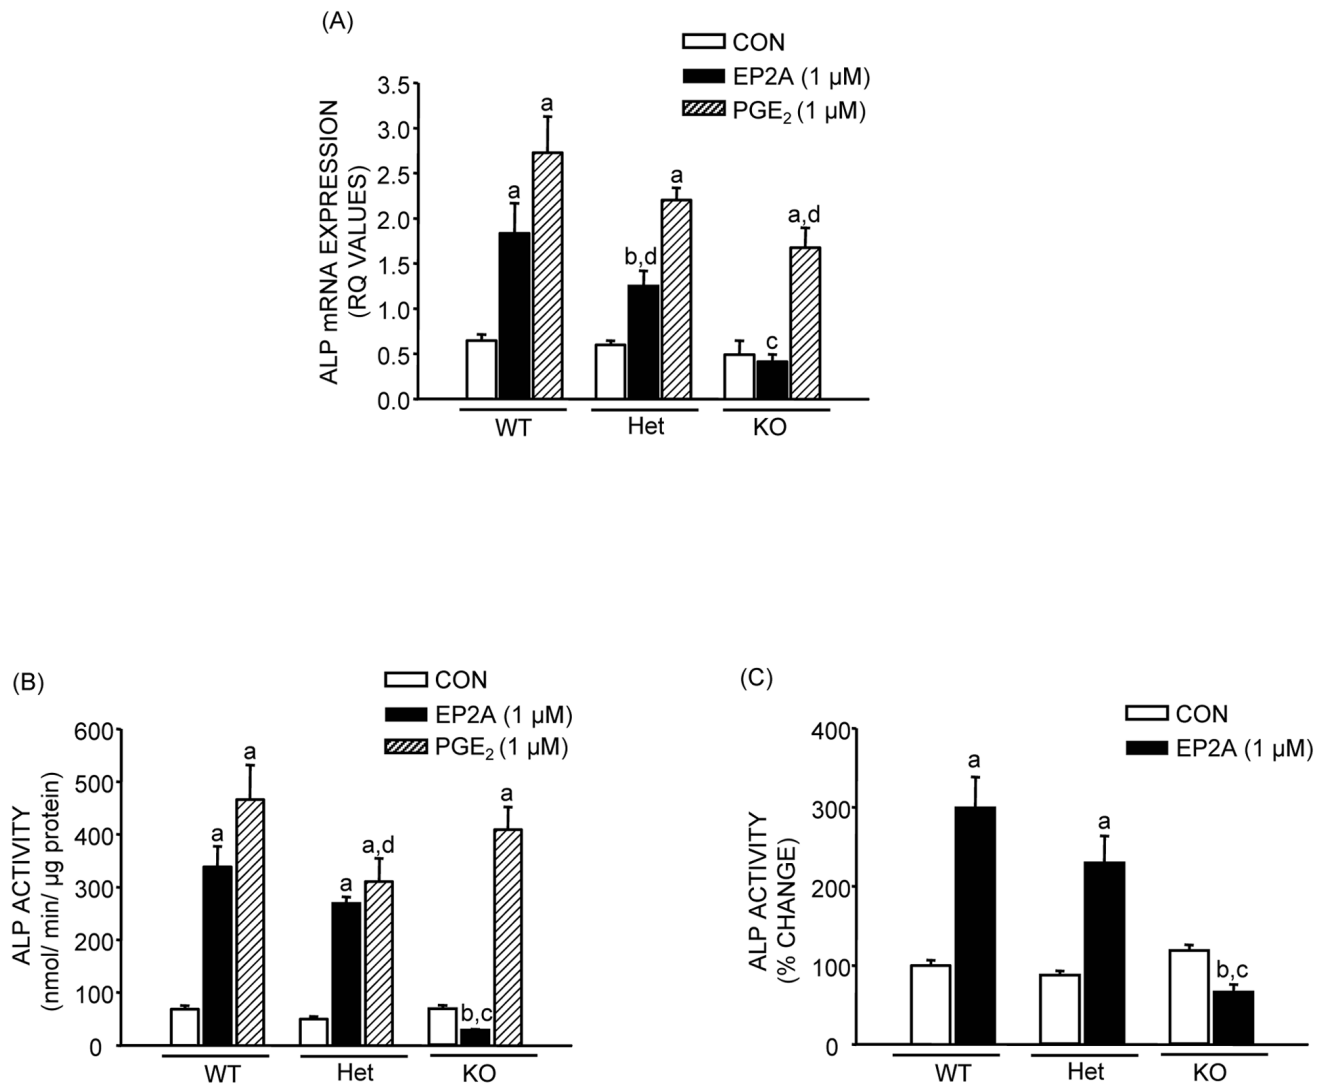 (A)
CON
EP2A (1 µM)
PGE2 (1 µM)
ALP mRNA EXPRESSION
(RQ VALUES)
3.5
3.0
2.5
2.0
1.5
1.0
0.5
0.0
a
a
b,d
a
c
a,d
WT
Het
KO
(B)
CON
EP2A (1 µM)
PGE2 (1 µM)
ALP ACTIVITY
(nmol/ min/ µg protein)
600
500
400
300
200
100
0
a
a
a
a,d
b,c
a
WT
Het
KO
(C)
CON
EP2A (1 µM)
ALP ACTIVITY
(% CHANGE)
400
300
200
100
0
a
a
b,c
WT
Het
KO